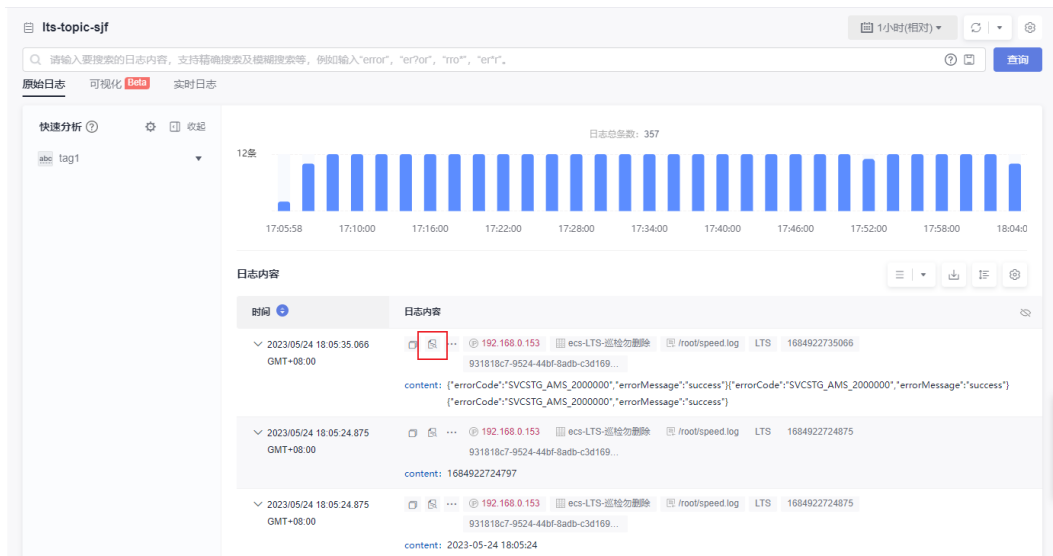 lts-topic-sjf
1小时(相对)
请输入要搜索的日志内容，支持精确搜索及模糊搜索等，例如输入"error"，"er?or"，"rro*"，"er*r"。
查询
原始日志 可视化 Beta 实时日志
快速分析 收起
abc tag1
日志总条数：357
12条
17:05:58 17:10:00 17:16:00 17:22:00 17:28:00 17:34:00 17:40:00 17:46:00 17:52:00 17:58:00 18:04:0
日志内容
时间 日志内容
2023/05/24 18:05:35.066 192.168.0.153 ecs-LTS-巡检勿删除 /root/speed.log LTS 1684922735066
GMT+08:00 931818c7-9524-44bf-8adb-c3d169...
content: {"errorCode":"SVCSTG_AMS_2000000","errorMessage":"success"}{"errorCode":"SVCSTG_AMS_2000000","errorMessage":"success"}
{"errorCode":"SVCSTG_AMS_2000000","errorMessage":"success"}
2023/05/24 18:05:24.875 192.168.0.153 ecs-LTS-巡检勿删除 /root/speed.log LTS 1684922724875
GMT+08:00 931818c7-9524-44bf-8adb-c3d169...
content: 1684922724797
2023/05/24 18:05:24.875 192.168.0.153 ecs-LTS-巡检勿删除 /root/speed.log LTS 1684922724875
GMT+08:00 931818c7-9524-44bf-8adb-c3d169...
content: 2023-05-24 18:05:24